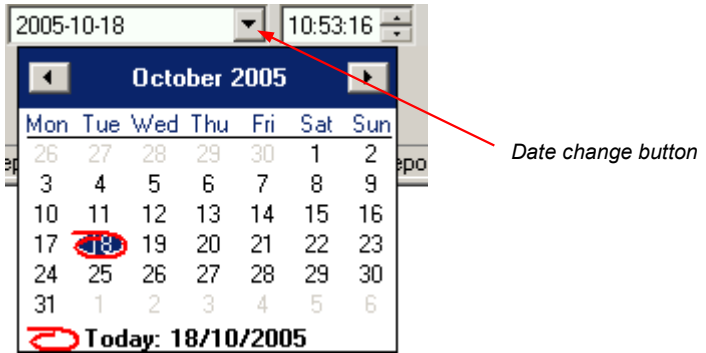 2005-10-18 10:53:16
October 2005
Mon Tue Wed Thu Fri Sat Sun
26 27 28 29 30 1 2
3 4 5 6 7 8 9
10 11 12 13 14 15 16
17 18 19 20 21 22 23
24 25 26 27 28 29 30
31 1 2 3 4 5 6
Today: 18/10/2005
Date change button